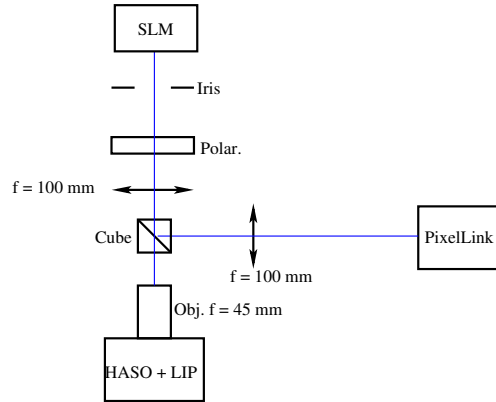 SLM
Iris
Polar.
f = 100 mm
Cube
PixelLink
f = 100 mm
Obj. f = 45 mm
HASO + LIP